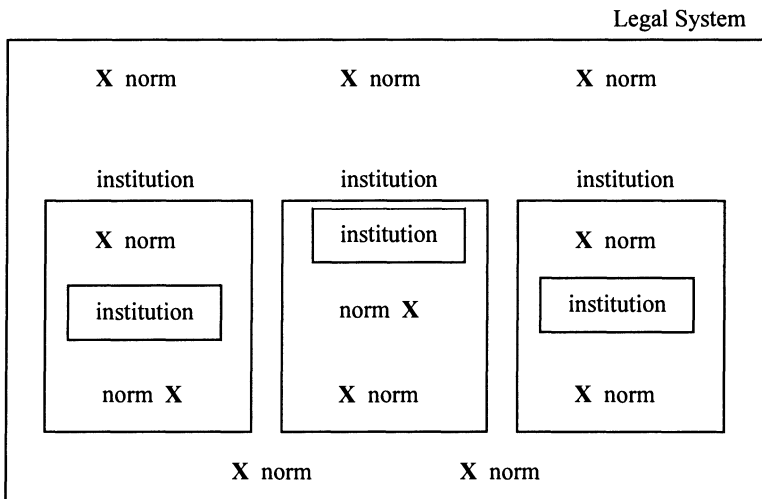 Legal System
X norm X norm X norm
institution institution institution
institution
X norm X norm
institution norm X institution
norm X X norm X norm
X norm X norm